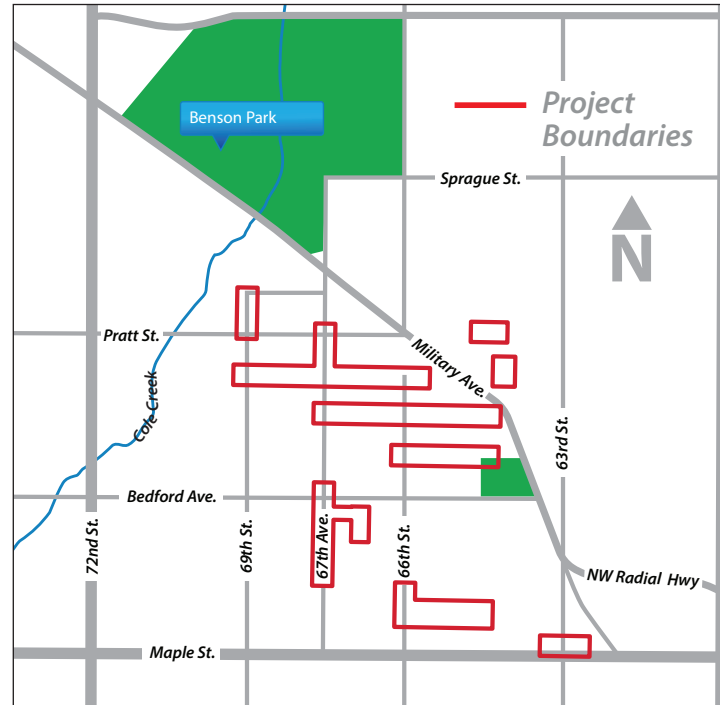 Benson Park
Project
Boundaries
Sprague St.
N
Pratt St.
Military Ave.
Cole Creek
63rd St.
Bedford Ave.
72nd St.
69th St.
67th Ave.
66th St.
NW Radial Hwy
Maple St.